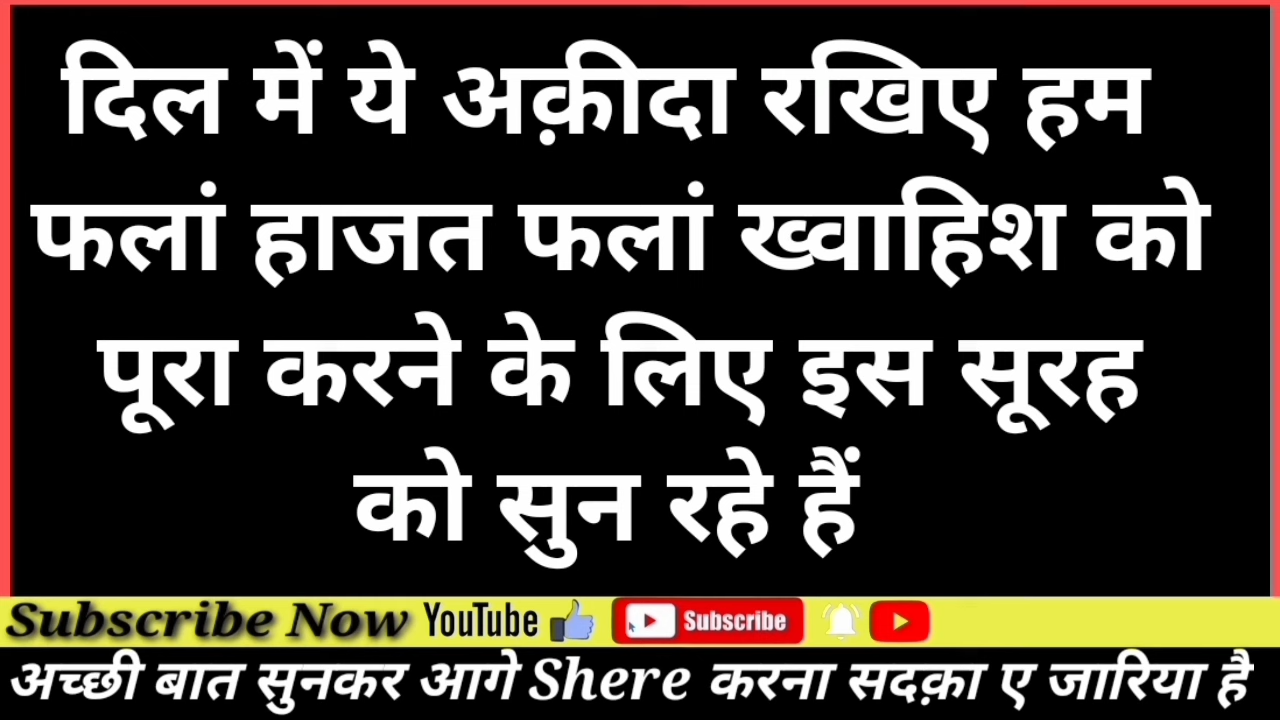 दिल में ये अक़ीदा रखिए हम
फलां हाजत फलां ख्वाहिश को
पूरा करने के लिए इस सूरह
को सुन रहे हैं
Subscribe Now YouTube Subscribe
अच्छी बात सुनकर आगे Shere करना सदक़ा ए जारिया है